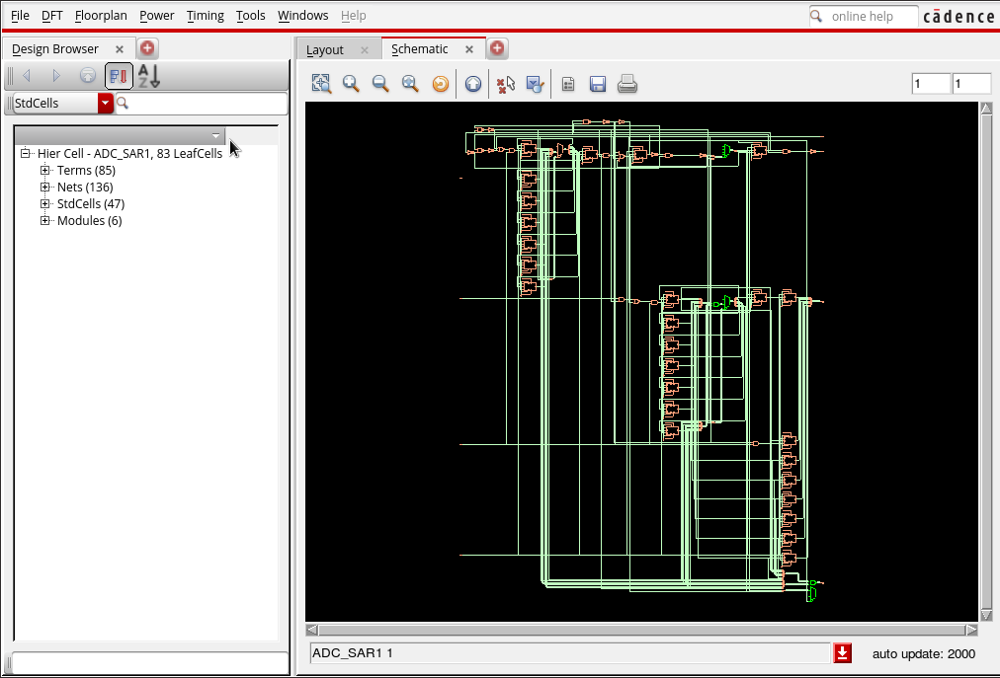 File DFT Floorplan Power Timing Tools Windows Help online help cādence
Design Browser
Layout Schematic
1 1
StdCells
Hier Cell - ADC_SAR1, 83 LeafCells
Terms (85)
Nets (136)
StdCells (47)
Modules (6)
ADC_SAR1 1 auto update: 2000